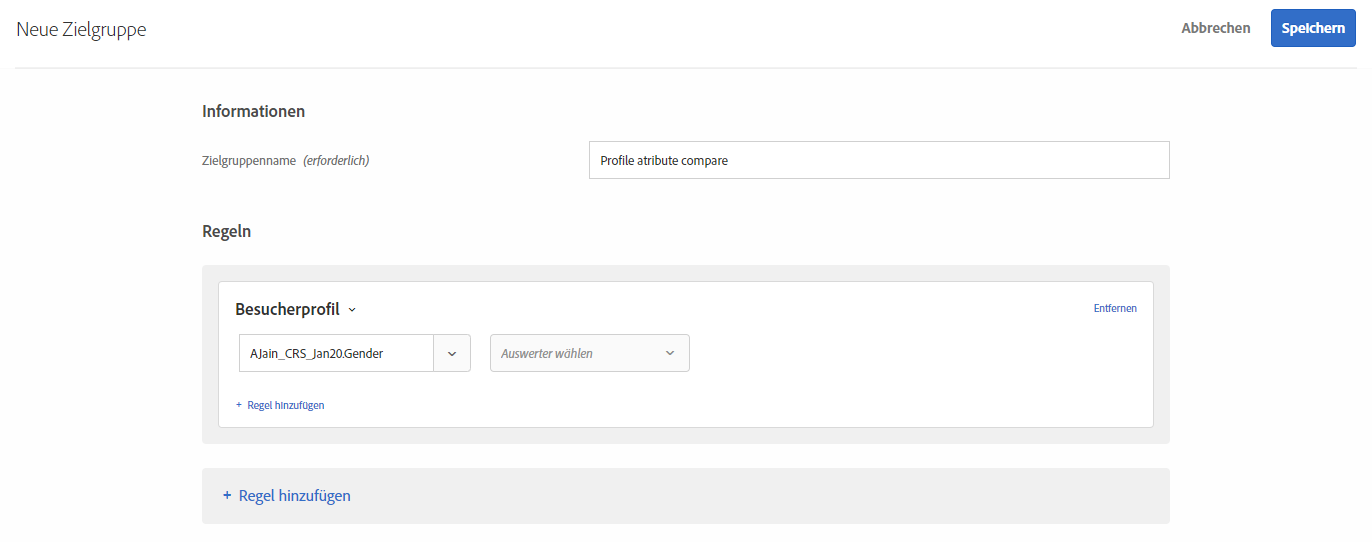 Neue Zielgruppe
Abbrechen
Speichern
Informationen
Zielgruppenname (erforderlich)
Profile atribute compare
Regeln
Besucherprofil
Entfernen
AJain_CRS_Jan20.Gender
Auswerter wählen
+ Regel hinzufügen
+ Regel hinzufügen